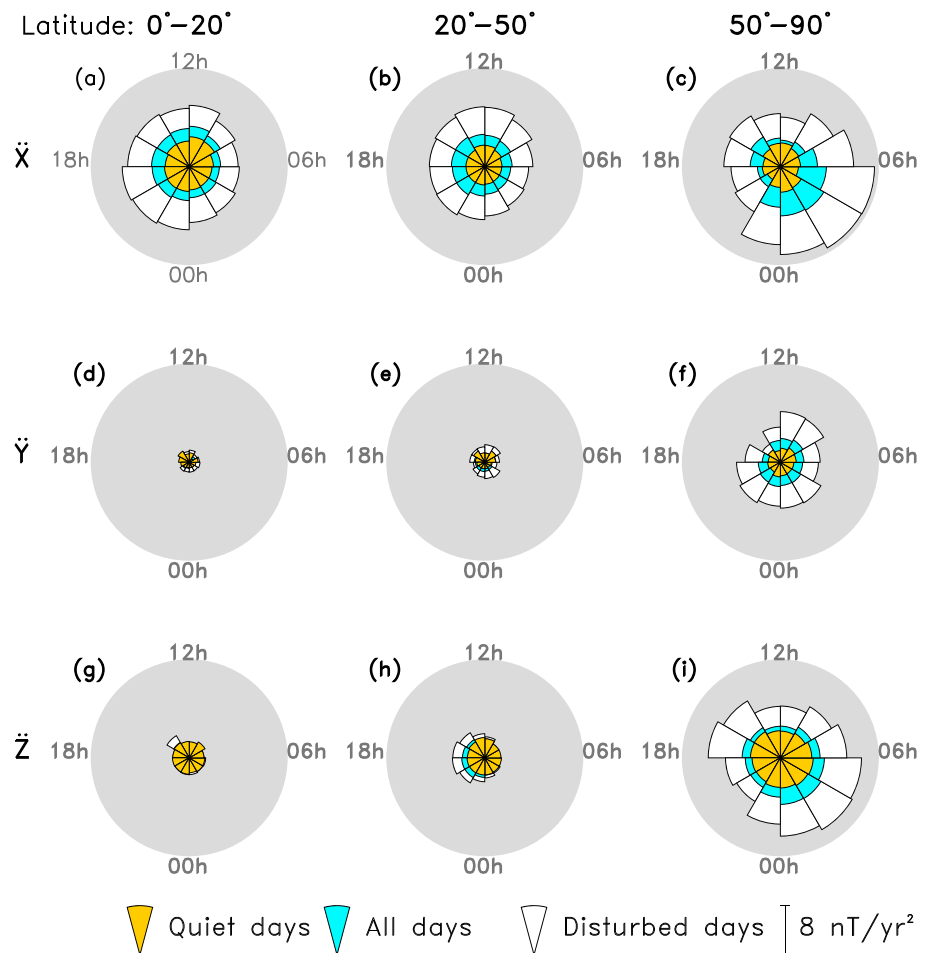 Latitude: 0°−20° 20°−50° 50°−90°
12h 12h 12h
(a) (b) (c)
Ẍ 18h 06h 18h 06h 18h 06h
00h 00h 00h
12h 12h 12h
(d) (e) (f)
Ÿ 18h 06h 18h 06h 18h 06h
00h 00h 00h
12h 12h 12h
(g) (h) (i)
Z̈ 18h 06h 18h 06h 18h 06h
00h 00h 00h
Quiet days All days Disturbed days 8 nT/yr²